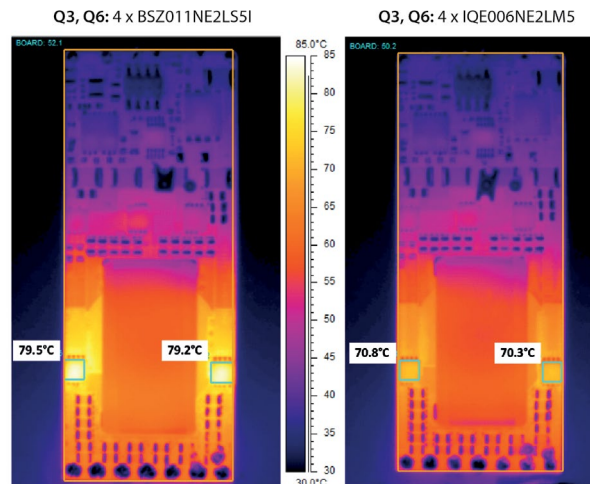 Q3, Q6: 4 x BSZ011NE2LS5I
Q3, Q6: 4 x IQE006NE2LM5
BOARD: 52.1
85.0°C
BOARD: 50.2
85
80
75
70
65
60
55
50
45
40
35
30
30.0°C
79.5°C
79.2°C
70.8°C
70.3°C